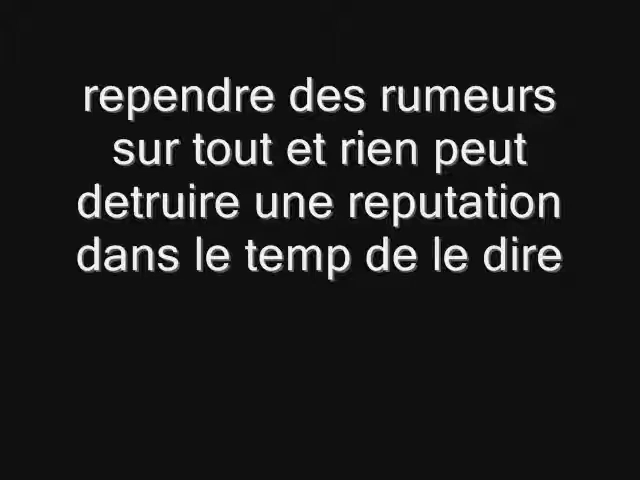 rependre des rumeurs
sur tout et rien peut
detruire une reputation
dans le temp de le dire